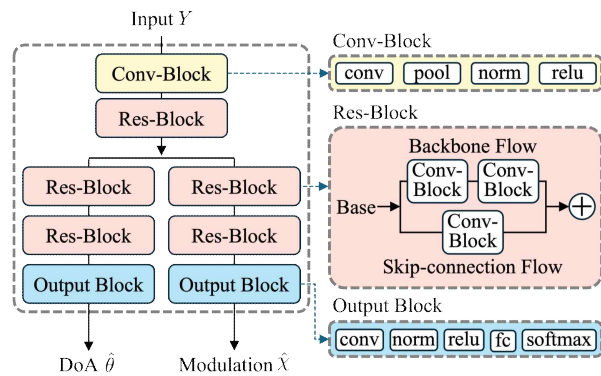 Input Y
Conv-Block
Res-Block
Res-Block Res-Block
Res-Block Res-Block
Output Block Output Block
DoA θ̂ Modulation X̂
Conv-Block
conv pool norm relu
Res-Block
Backbone Flow
Conv-
Block
Conv-
Block
Base
Conv-
Block
Skip-connection Flow
Output Block
conv norm relu fc softmax